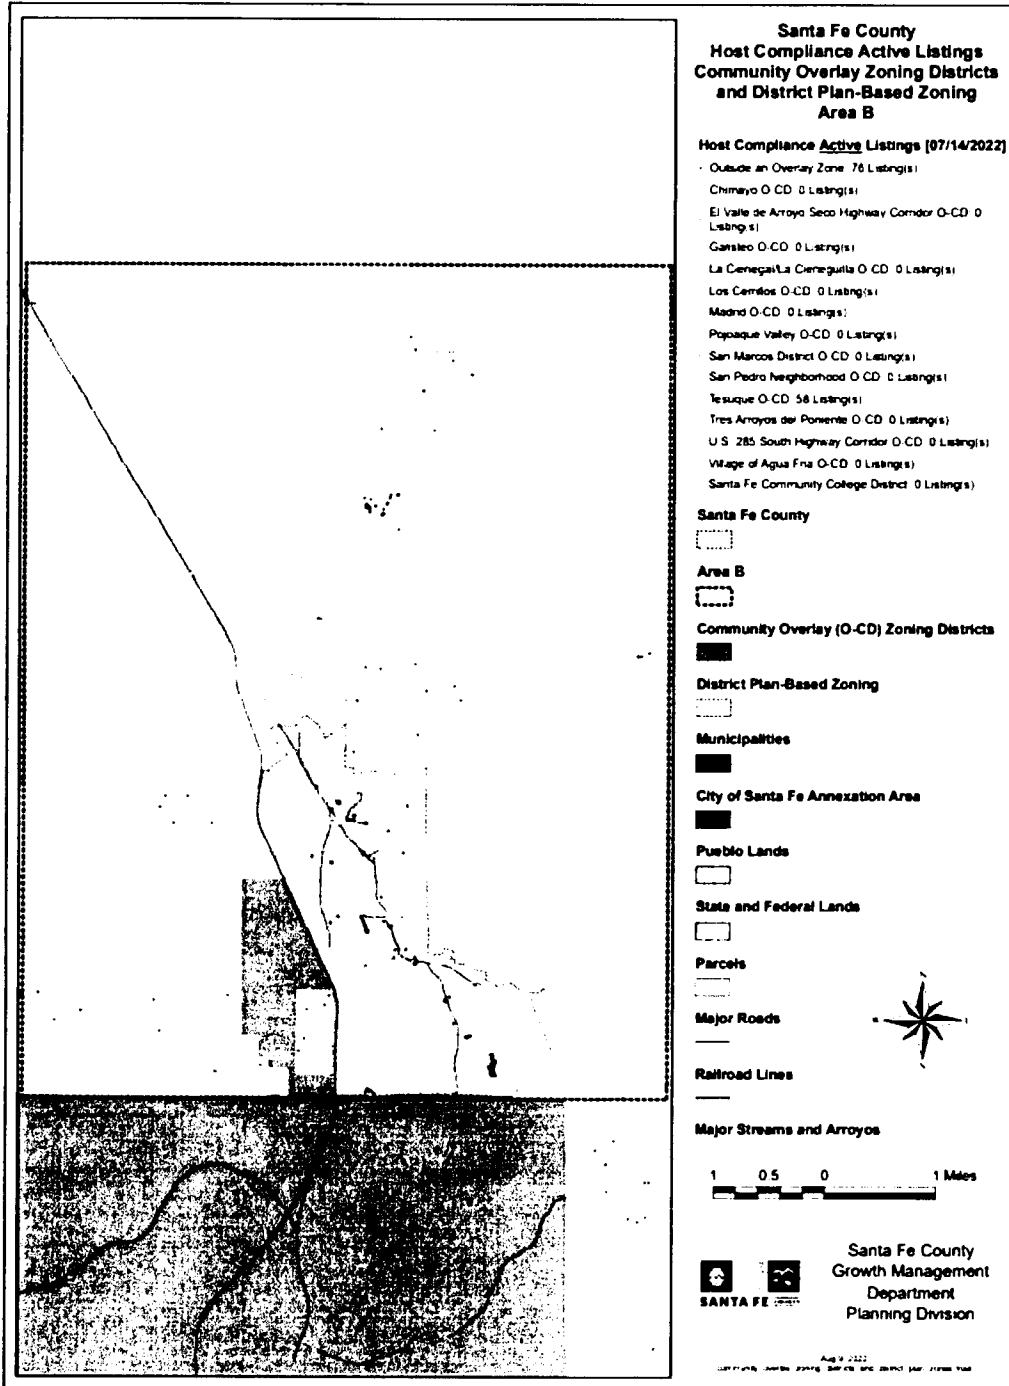 Santa Fe County
Host Compliance Active Listings
Community Overlay Zoning Districts
and District Plan-Based Zoning
Area B
Host Compliance Active Listings [07/14/2022]
Outside an Overlay Zone 76 Listing(s)
Chimayo O-CD 0 Listing(s)
El Valle de Arroyo Seco Highway Corridor O-CD 0
Listing(s)
Galisteo O-CD 0 Listing(s)
La Cienega/La Cieneguilla O-CD 0 Listing(s)
Los Cerrillos O-CD 0 Listing(s)
Madrid O-CD 0 Listing(s)
Pojoaque Valley O-CD 0 Listing(s)
San Marcos District O-CD 0 Listing(s)
San Pedro Neighborhood O-CD 0 Listing(s)
Tesuque O-CD 58 Listing(s)
Tres Arroyos del Poniente O-CD 0 Listing(s)
U.S. 285 South Highway Corridor O-CD 0 Listing(s)
Village of Agua Fria O-CD 0 Listing(s)
Santa Fe Community College District 0 Listing(s)
Santa Fe County
Area B
Community Overlay (O-CD) Zoning Districts
District Plan-Based Zoning
Municipalities
City of Santa Fe Annexation Area
Pueblo Lands
State and Federal Lands
Parcels
Major Roads
Railroad Lines
Major Streams and Arroyos
1 0.5 0 1 Miles
SANTA FE
Santa Fe County
Growth Management
Department
Planning Division
Aug 9 2022